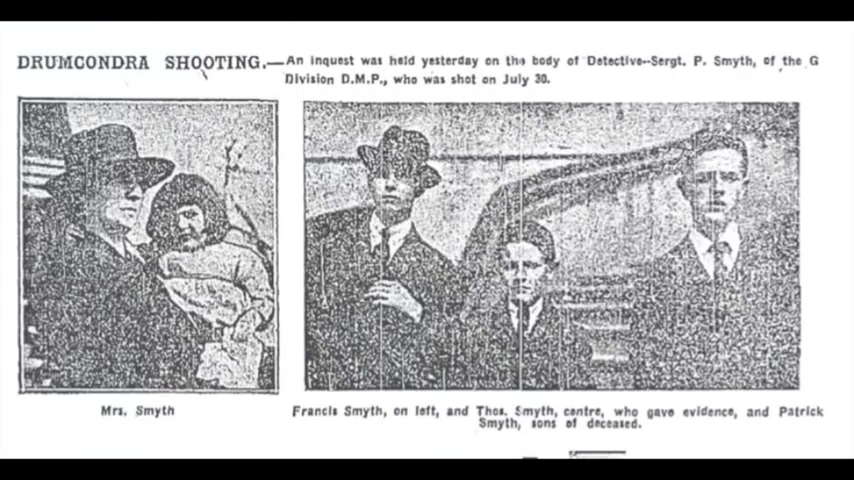 DRUMCONDRA SHOOTING.—An inquest was held yesterday on the body of Detective--Sergt. P. Smyth, of the G
Division D.M.P., who was shot on July 30.
Mrs. Smyth
Francis Smyth, on left, and Thos. Smyth, centre, who gave evidence, and Patrick
Smyth, sons of deceased.